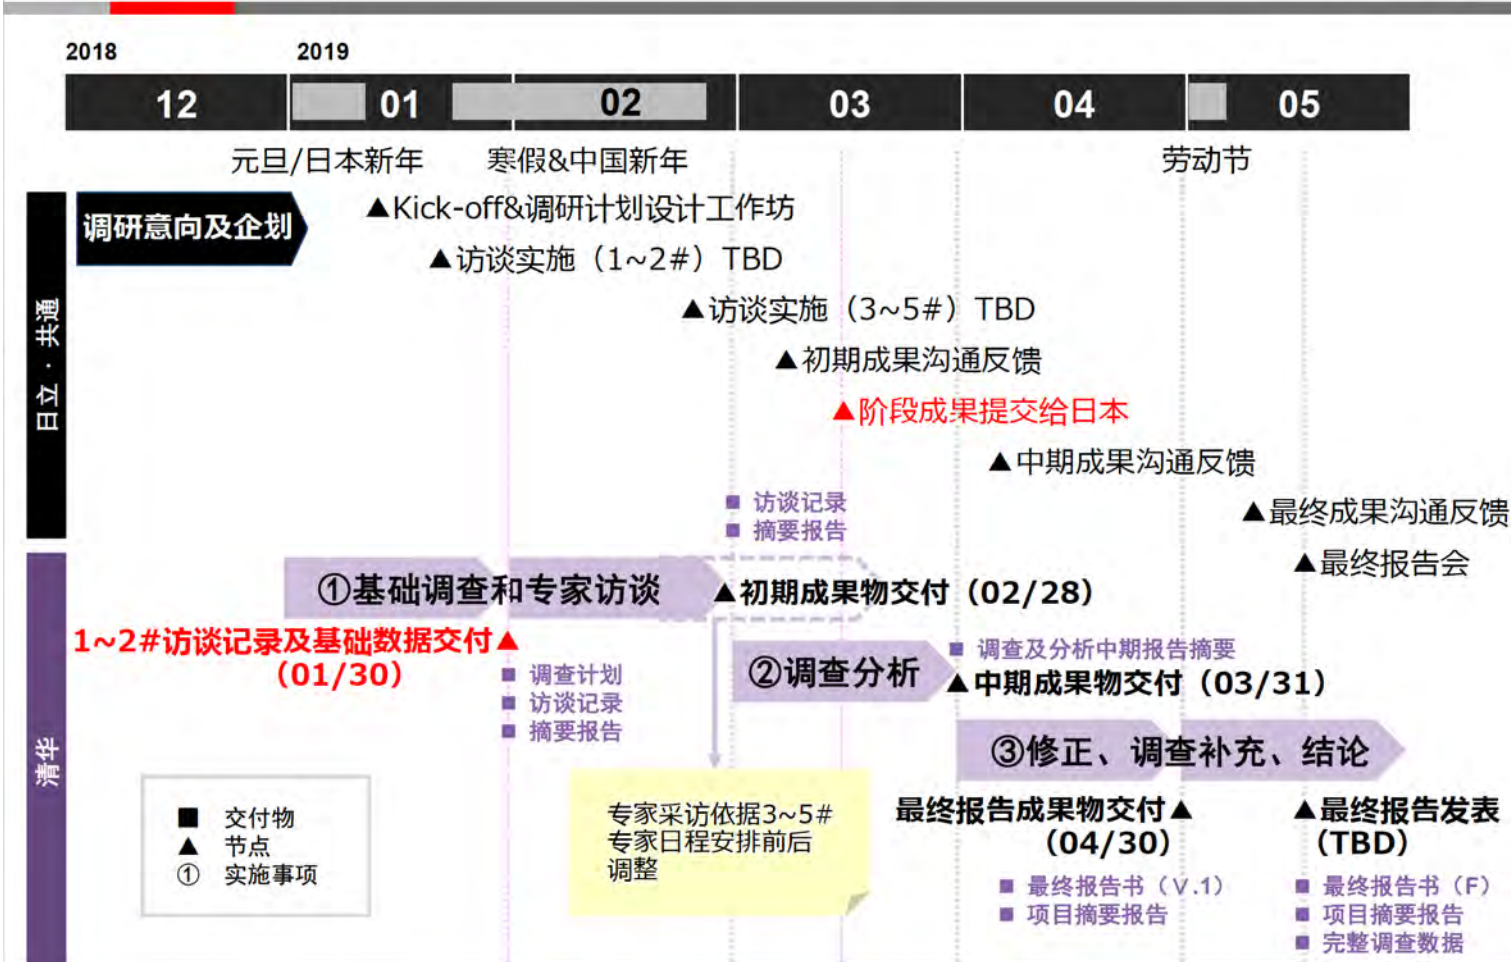 2018
2019
12
01
02
03
04
05
元旦/日本新年
寒假&中国新年
劳动节
日立·共通
调研意向及企划
▲Kick-off&调研计划设计工作坊
▲访谈实施（1~2#）TBD
▲访谈实施（3~5#）TBD
▲初期成果沟通反馈
▲阶段成果提交给日本
▲中期成果沟通反馈
▲最终成果沟通反馈
▲最终报告会
■ 访谈记录
■ 摘要报告
清华
①基础调查和专家访谈
▲初期成果物交付（02/28）
1~2#访谈记录及基础数据交付▲
（01/30）
■ 调查计划
■ 访谈记录
■ 摘要报告
②调查分析
■ 调查及分析中期报告摘要
▲中期成果物交付（03/31）
③修正、调查补充、结论
专家采访依据3~5#
专家日程安排前后
调整
最终报告成果物交付▲
（04/30）
■ 最终报告书（V.1）
■ 项目摘要报告
▲最终报告发表
（TBD）
■ 最终报告书（F）
■ 项目摘要报告
■ 完整调查数据
■ 交付物
▲ 节点
① 实施事项